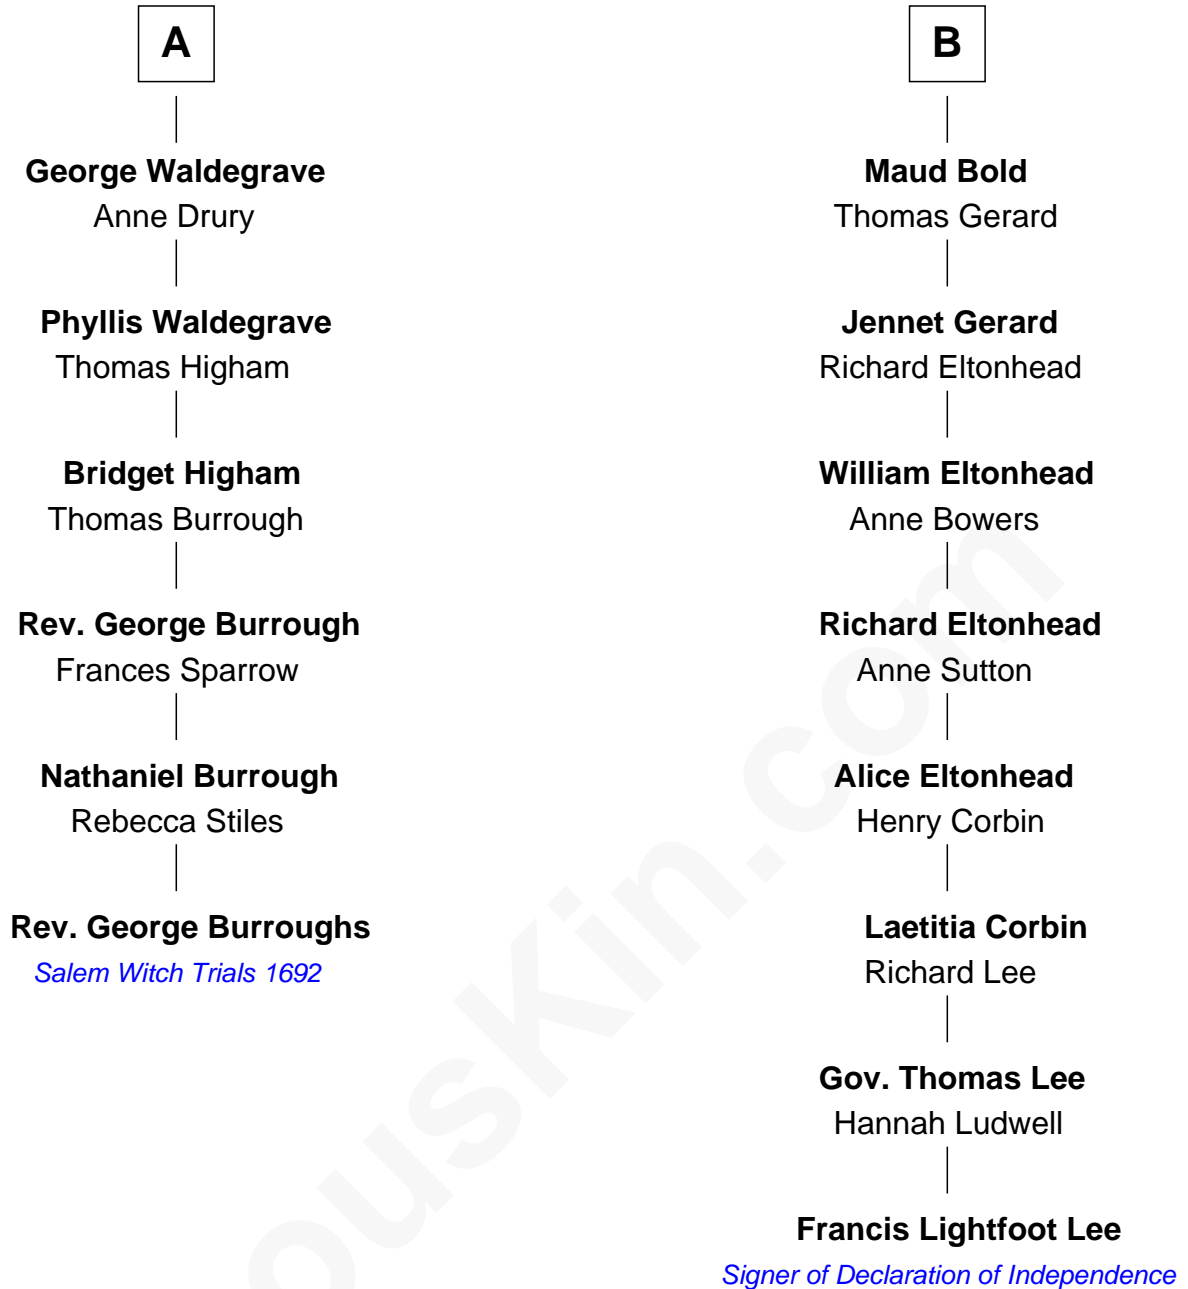 A
George Waldegrave
Anne Drury
Phyllis Waldegrave
Thomas Higham
Bridget Higham
Thomas Burrough
Rev. George Burrough
Frances Sparrow
Nathaniel Burrough
Rebecca Stiles
Rev. George Burroughs
Salem Witch Trials 1692
B
Maud Bold
Thomas Gerard
Jennet Gerard
Richard Eltonhead
William Eltonhead
Anne Bowers
Richard Eltonhead
Anne Sutton
Alice Eltonhead
Henry Corbin
Laetitia Corbin
Richard Lee
Gov. Thomas Lee
Hannah Ludwell
Francis Lightfoot Lee
Signer of Declaration of Independence
ousKin.com